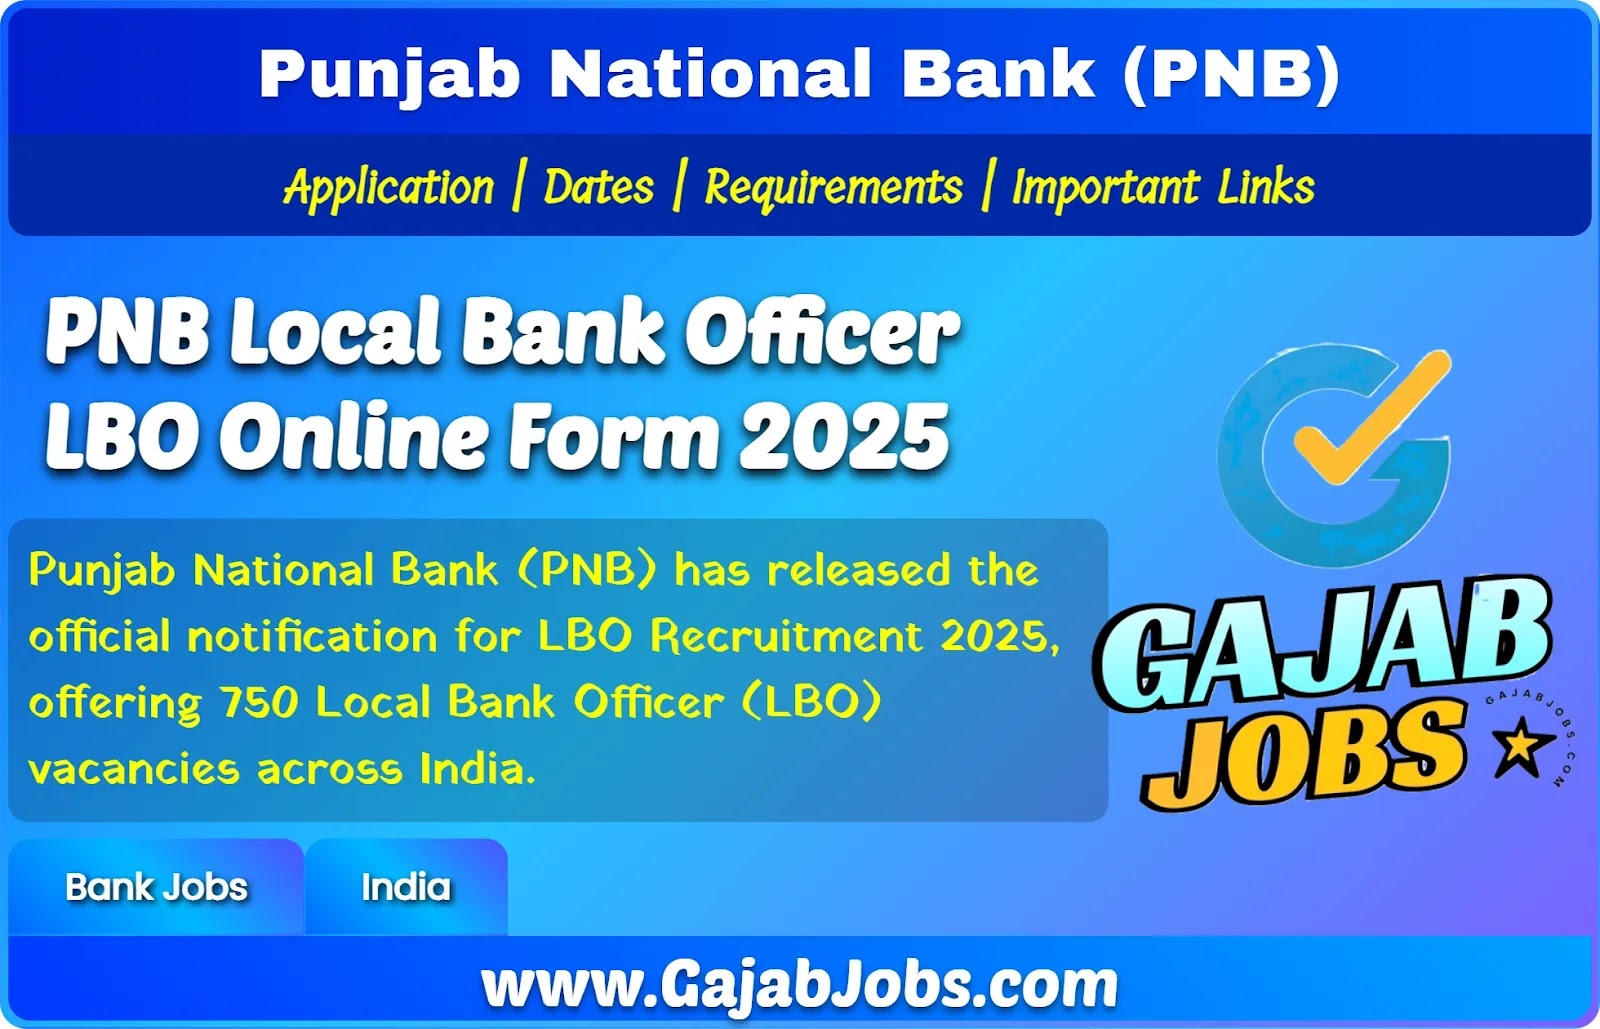 Punjab National Bank (PNB)
Application | Dates | Requirements | Important Links
PNB Local Bank Officer
LBO Online Form 2025
Punjab National Bank (PNB) has released the
official notification for LBO Recruitment 2025,
offering 750 Local Bank Officer (LBO)
vacancies across India.
GAJAB
JOBS
GAJABJOBS.COM
Bank Jobs
India
www.GajabJobs.com